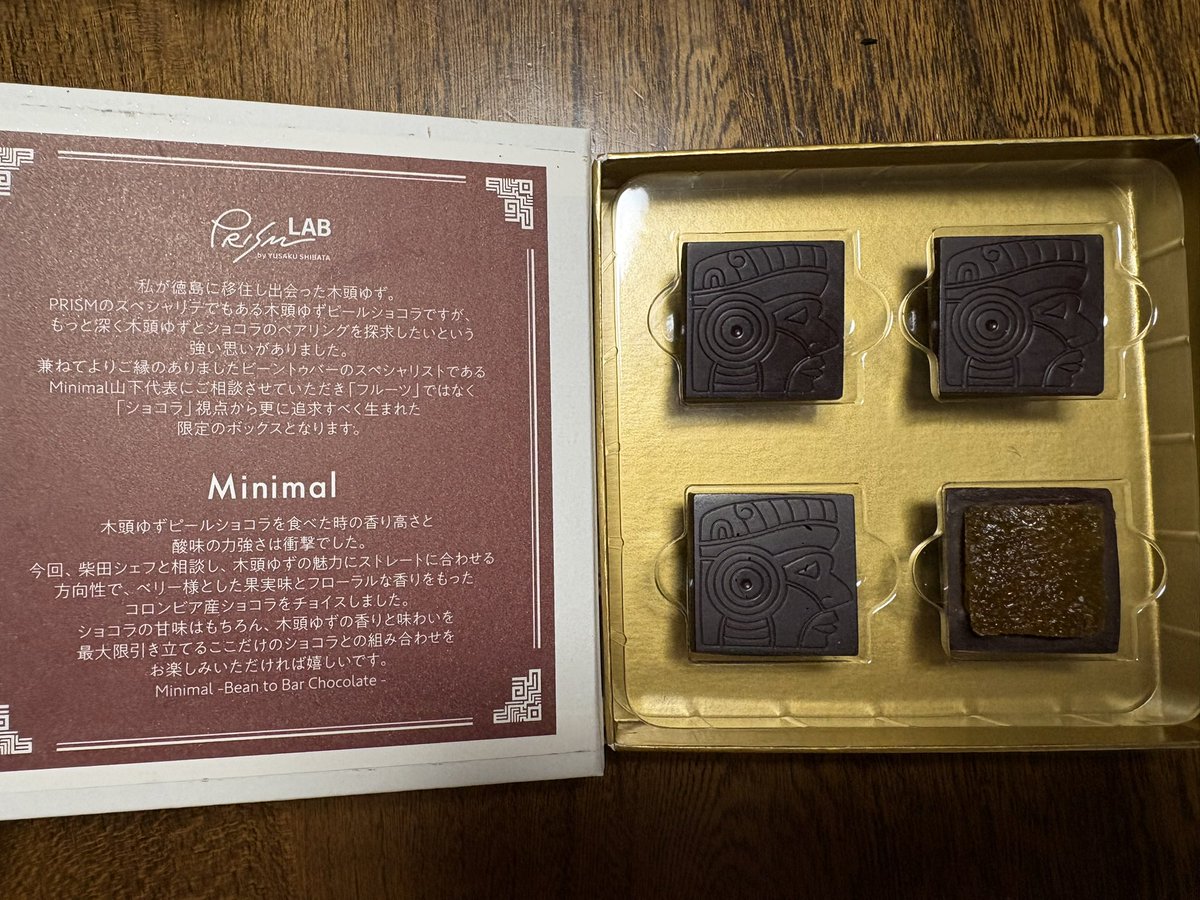 PRISM LAB
by YUSAKU SHIBATA
私が徳島に移住し出会った木頭ゆず。
PRISMのスペシャリテでもある木頭ゆずピールショコラですが、
もっと深く木頭ゆずとショコラのペアリングを探求したいという
強い思いがありました。
兼ねてよりご縁のありましたビーントゥバーのスペシャリストである
Minimal山下代表にご相談させていただき「フルーツ」ではなく
「ショコラ」視点から更に追求すべく生まれた
限定のボックスとなります。
Minimal
木頭ゆずピールショコラを食べた時の香り高さと
酸味の力強さは衝撃でした。
今回、柴田シェフと相談し、木頭ゆずの魅力にストレートに合わせる
方向性で、ベリー様とした果実味とフローラルな香りをもった
コロンビア産ショコラをチョイスしました。
ショコラの甘味はもちろん、木頭ゆずの香りと味わいを
最大限引き立てるここだけのショコラとの組み合わせを
お楽しみいただければ嬉しいです。
Minimal -Bean to Bar Chocolate -